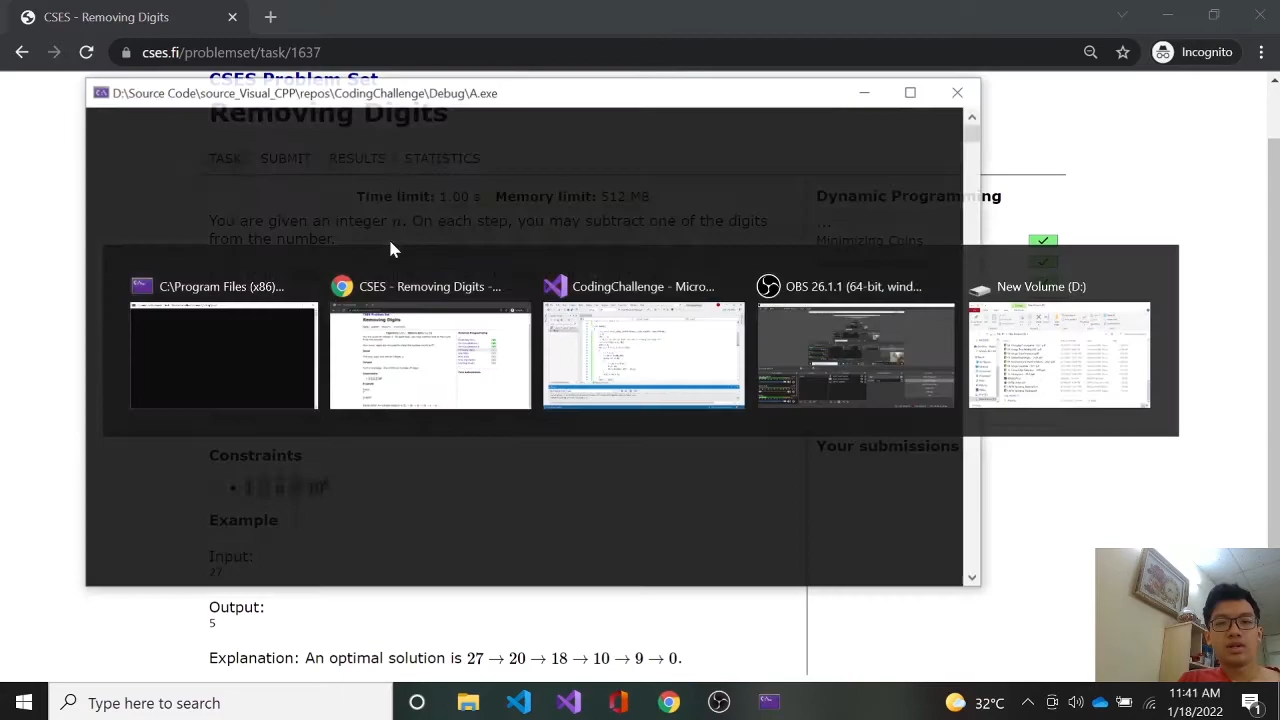 CSES - Removing Digits
cses.fi/problemset/task/1637
Incognito
CSES Problem Set
D:\Source Code\source_Visual_CPP\repos\CodingChallenge\Debug\A.exe
Removing Digits
TASK SUBMIT RESULTS STATISTICS
Time limit: 1.00 s Memory limit: 512 MB
Dynamic Programming
You are given an integer n. On each step, you may subtract one of the digits
from the number.
...
Minimizing Coins
C:\Program Files (x86)...
CSES - Removing Digits -...
CodingChallenge - Micro...
OBS 26.1.1 (64-bit, wind...
New Volume (D:)
Your submissions
Constraints
Example
Input:
27
Output:
5
Explanation: An optimal solution is 27 → 20 → 18 → 10 → 9 → 0.
Type here to search
32°C
11:41 AM
1/18/2022
1